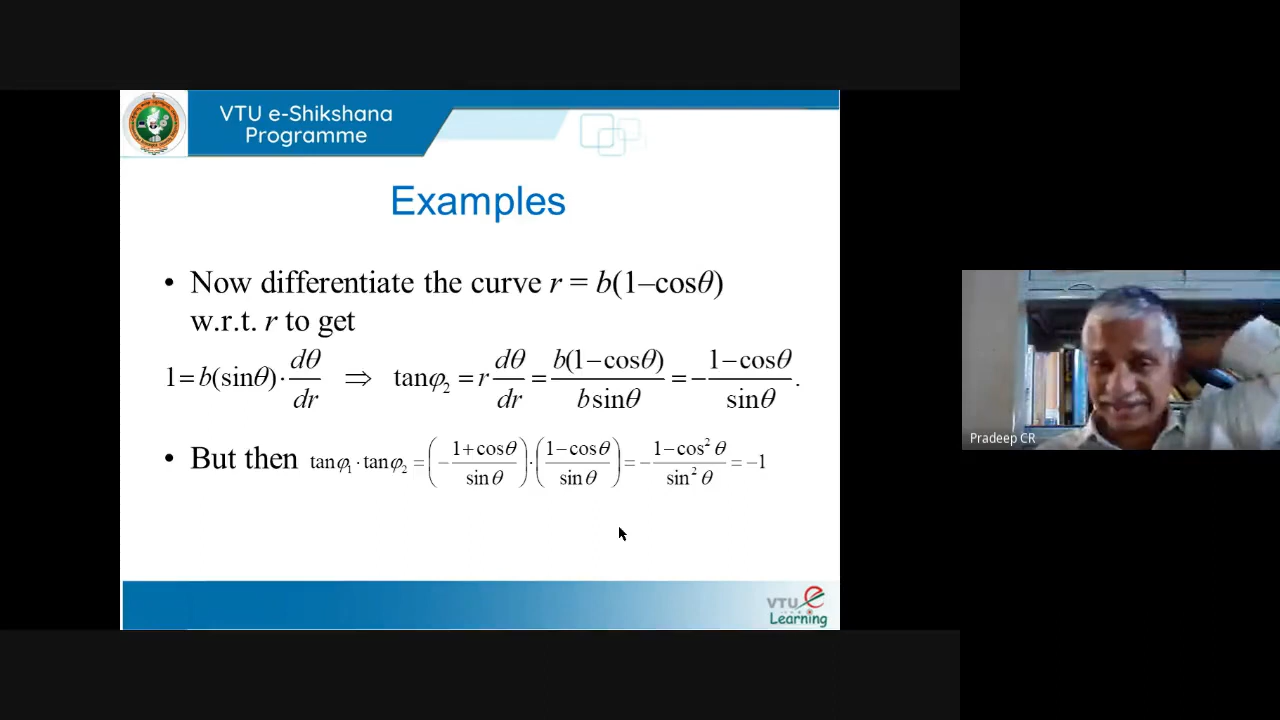 VTU e-Shikshana
Programme
Examples
• Now differentiate the curve r = b(1–cosθ)
w.r.t. r to get
1 = b(sinθ)·dθ/dr ⇒ tanφ₂ = r dθ/dr = b(1−cosθ)/b sinθ = −(1−cosθ)/sinθ.
• But then tanφ₁·tanφ₂ = (−(1+cosθ)/sinθ)·((1−cosθ)/sinθ) = −(1−cos²θ)/sin²θ = −1
Pradeep CR
VTU e
Learning